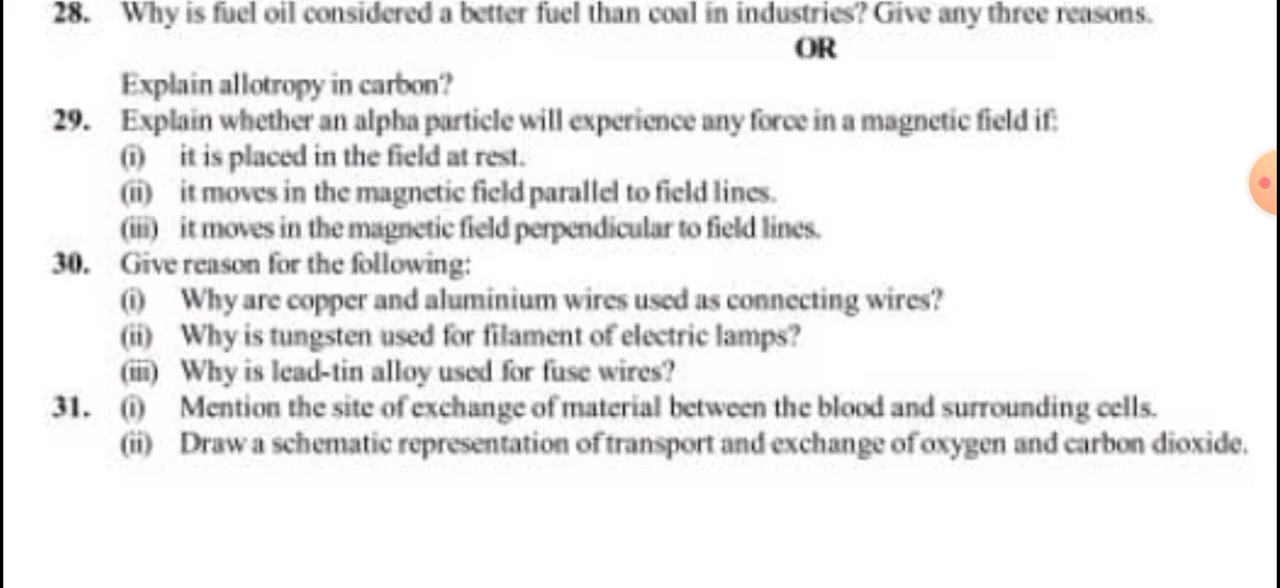 28. Why is fuel oil considered a better fuel than coal in industries? Give any three reasons.
OR
Explain allotropy in carbon?
29. Explain whether an alpha particle will experience any force in a magnetic field if:
(i) it is placed in the field at rest.
(ii) it moves in the magnetic field parallel to field lines.
(iii) it moves in the magnetic field perpendicular to field lines.
30. Give reason for the following:
(i) Why are copper and aluminium wires used as connecting wires?
(ii) Why is tungsten used for filament of electric lamps?
(iii) Why is lead-tin alloy used for fuse wires?
31. (i) Mention the site of exchange of material between the blood and surrounding cells.
(ii) Draw a schematic representation of transport and exchange of oxygen and carbon dioxide.